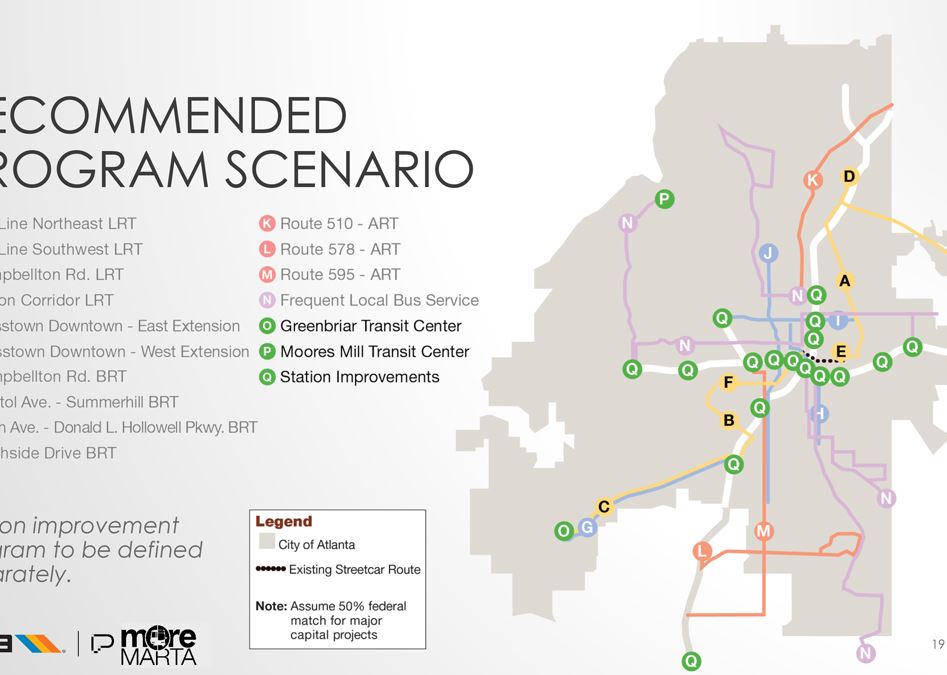 ECOMMENDED
ROGRAM SCENARIO
Line Northeast LRT
Line Southwest LRT
pbellton Rd. LRT
on Corridor LRT
sstown Downtown - East Extension
sstown Downtown - West Extension
pbellton Rd. BRT
tol Ave. - Summerhill BRT
h Ave. - Donald L. Hollowell Pkwy. BRT
hside Drive BRT
K Route 510 - ART
L Route 578 - ART
M Route 595 - ART
N Frequent Local Bus Service
O Greenbriar Transit Center
P Moores Mill Transit Center
Q Station Improvements
on improvement
gram to be defined
arately.
Legend
City of Atlanta
Existing Streetcar Route
Note: Assume 50% federal
match for major
capital projects
more
MARTA
K
D
P
N
J
A
N
Q
Q
Q
I
Q
N
E
Q
Q
Q
Q
Q
Q
Q
Q
Q
Q
F
Q
B
H
Q
N
C
O
G
M
L
N
Q
19